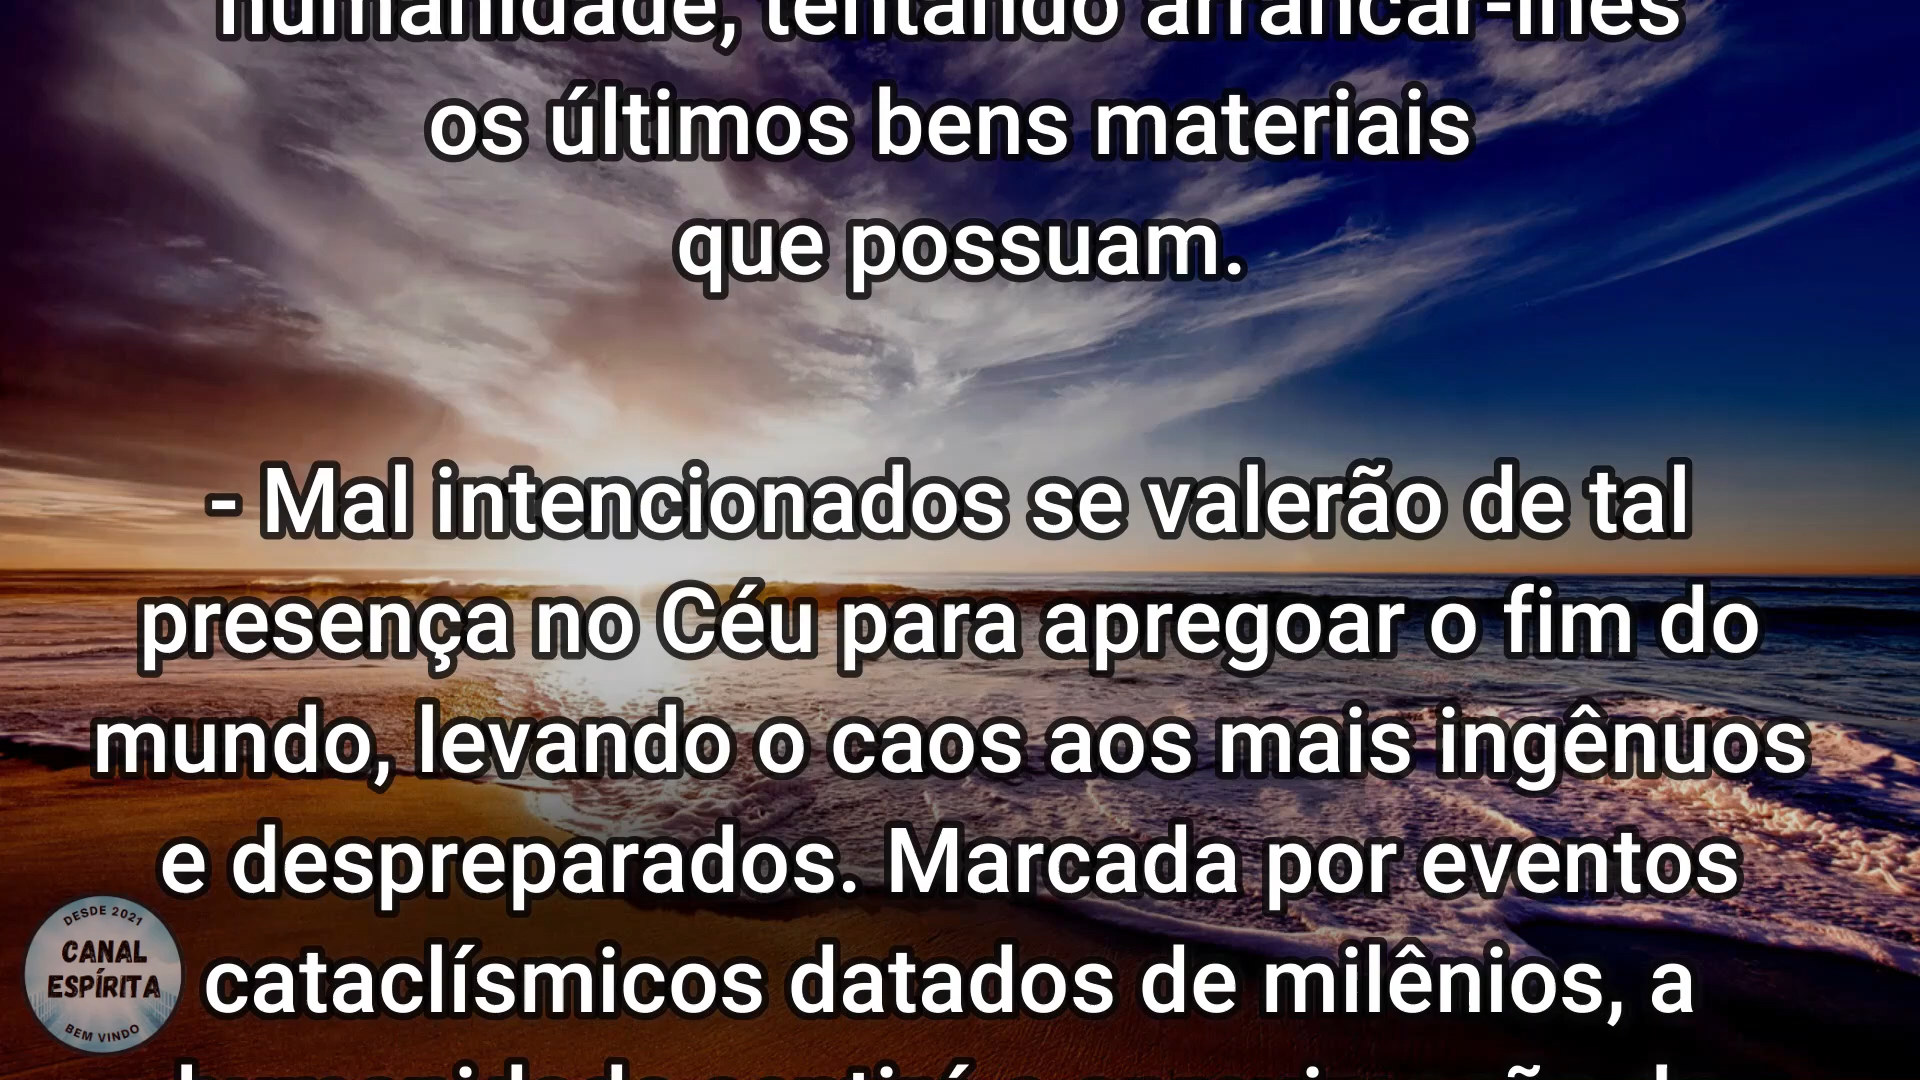 humanidade, tentando arrancar-lhes
os últimos bens materiais
que possuam.
- Mal intencionados se valerão de tal
presença no Céu para apregoar o fim do
mundo, levando o caos aos mais ingênuos
e despreparados. Marcada por eventos
cataclísmicos datados de milênios, a
DESDE 2021
CANAL
ESPÍRITA
BEM VINDO